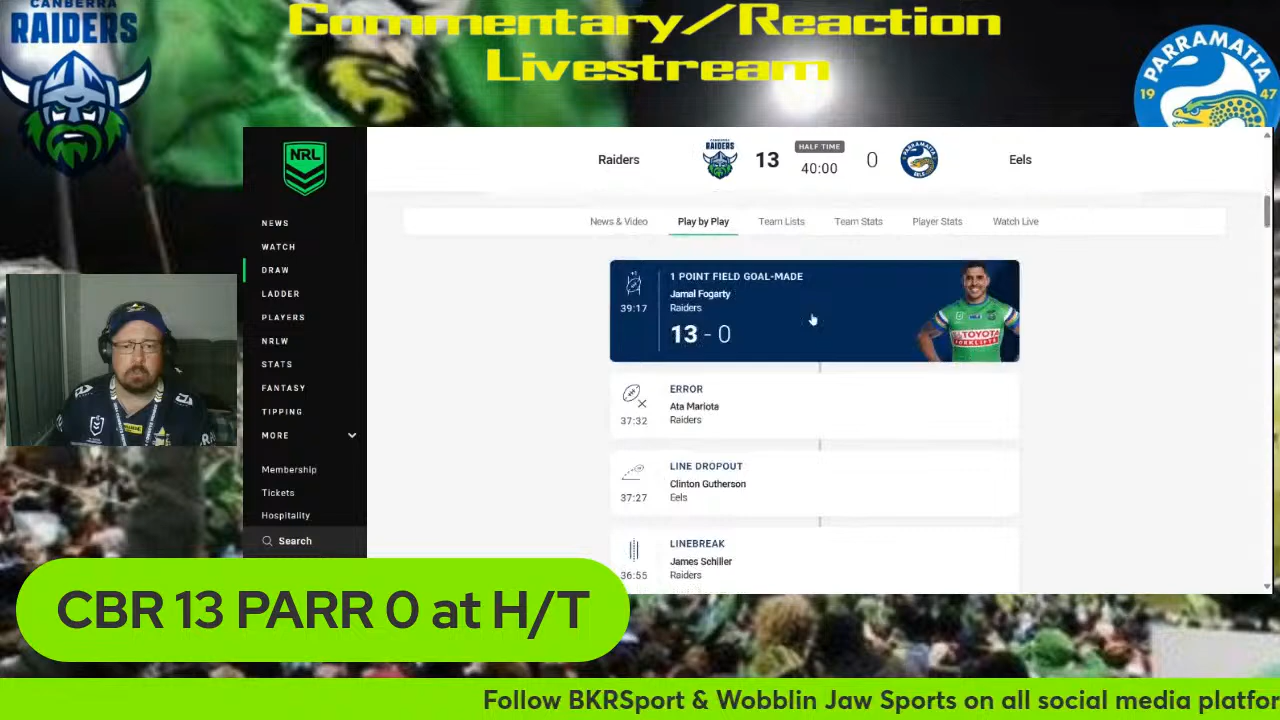 CANBERRA
RAIDERS
Commentary/Reaction
Livestream
PARRAMATTA
19 47
NRL
NEWS
WATCH
DRAW
LADDER
PLAYERS
NRLW
STATS
FANTASY
TIPPING
MORE
Membership
Tickets
Hospitality
Search
Raiders
RAIDERS
13
HALF TIME
40:00
0
Eels
News & Video
Play by Play
Team Lists
Team Stats
Player Stats
Watch Live
1 POINT FIELD GOAL-MADE
39:17
Jamal Fogarty
Raiders
13 - 0
TOYOTA
FORKLIFTS
ERROR
37:32
Ata Mariota
Raiders
LINE DROPOUT
37:27
Clinton Gutherson
Eels
LINEBREAK
36:55
James Schiller
Raiders
CBR 13 PARR 0 at H/T
Follow BKRSport & Wobblin Jaw Sports on all social media platfor